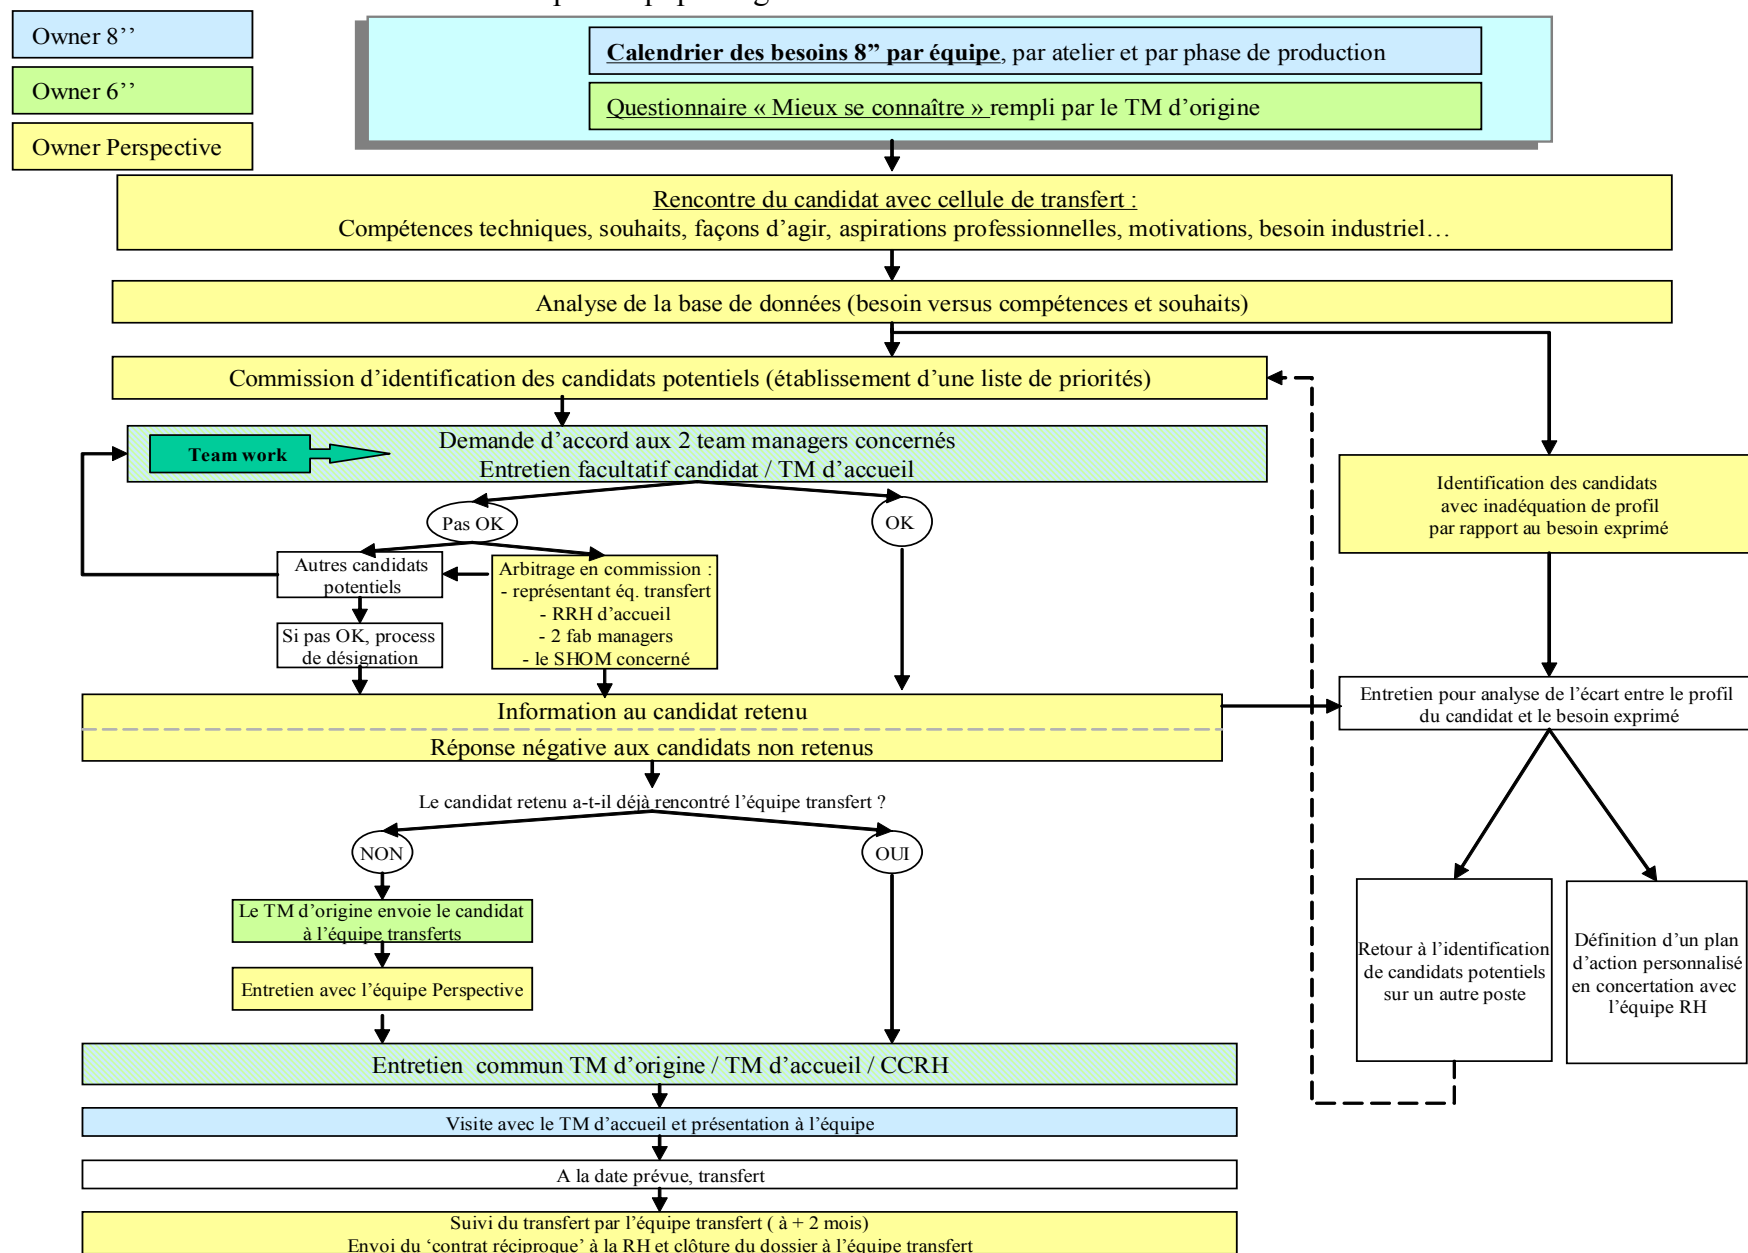 Owner 8’’
Owner 6’’
Owner Perspective
Calendrier des besoins 8” par équipe, par atelier et par phase de production
Questionnaire « Mieux se connaître » rempli par le TM d’origine
Rencontre du candidat avec cellule de transfert :
Compétences techniques, souhaits, façons d’agir, aspirations professionnelles, motivations, besoin industriel…
Analyse de la base de données (besoin versus compétences et souhaits)
Commission d’identification des candidats potentiels (établissement d’une liste de priorités)
Team work
Demande d’accord aux 2 team managers concernés
Entretien facultatif candidat / TM d’accueil
Identification des candidats
avec inadéquation de profil
par rapport au besoin exprimé
Pas OK
OK
Autres candidats
potentiels
Arbitrage en commission :
- représentant éq. transfert
- RRH d’accueil
- 2 fab managers
- le SHOM concerné
Si pas OK, process
de désignation
Information au candidat retenu
Réponse négative aux candidats non retenus
Entretien pour analyse de l’écart entre le profil
du candidat et le besoin exprimé
Le candidat retenu a-t-il déjà rencontré l’équipe transfert ?
NON
OUI
Le TM d’origine envoie le candidat
à l’équipe transferts
Entretien avec l’équipe Perspective
Retour à l’identification
de candidats potentiels
sur un autre poste
Définition d’un plan
d’action personnalisé
en concertation avec
l’équipe RH
Entretien commun TM d’origine / TM d’accueil / CCRH
Visite avec le TM d’accueil et présentation à l’équipe
A la date prévue, transfert
Suivi du transfert par l’équipe transfert ( à + 2 mois)
Envoi du ‘contrat réciproque’ à la RH et clôture du dossier à l’équipe transfert